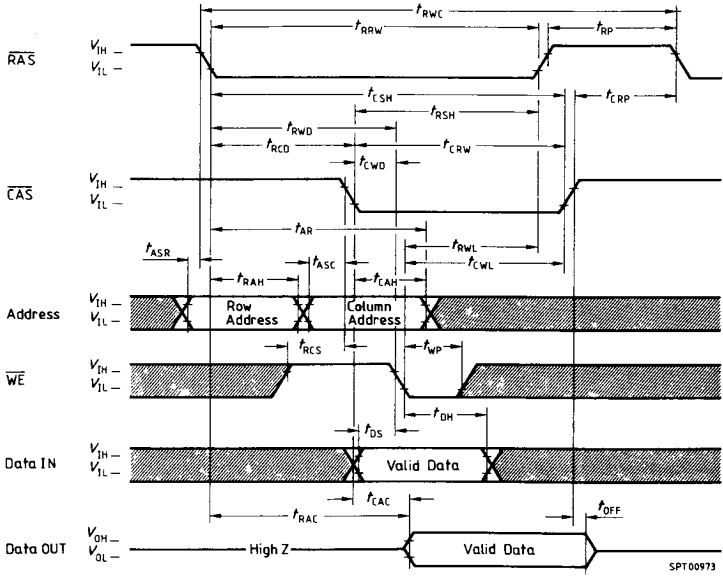 tRWC
tRRW
tRP
RAS
VIH
VIL
tCSH
tCRP
tRSH
tRWD
tRCD
tCRW
tCWD
CAS
VIH
VIL
tAR
tRWL
tASR
tASC
tCWL
tRAH
tCAH
Address
VIH
VIL
Row
Address
Column
Address
tRCS
tWP
WE
VIH
VIL
tDH
tDS
Data IN
VIH
VIL
Valid Data
tCAC
tRAC
tOFF
Data OUT
VOH
VOL
High Z
Valid Data
SPT00973